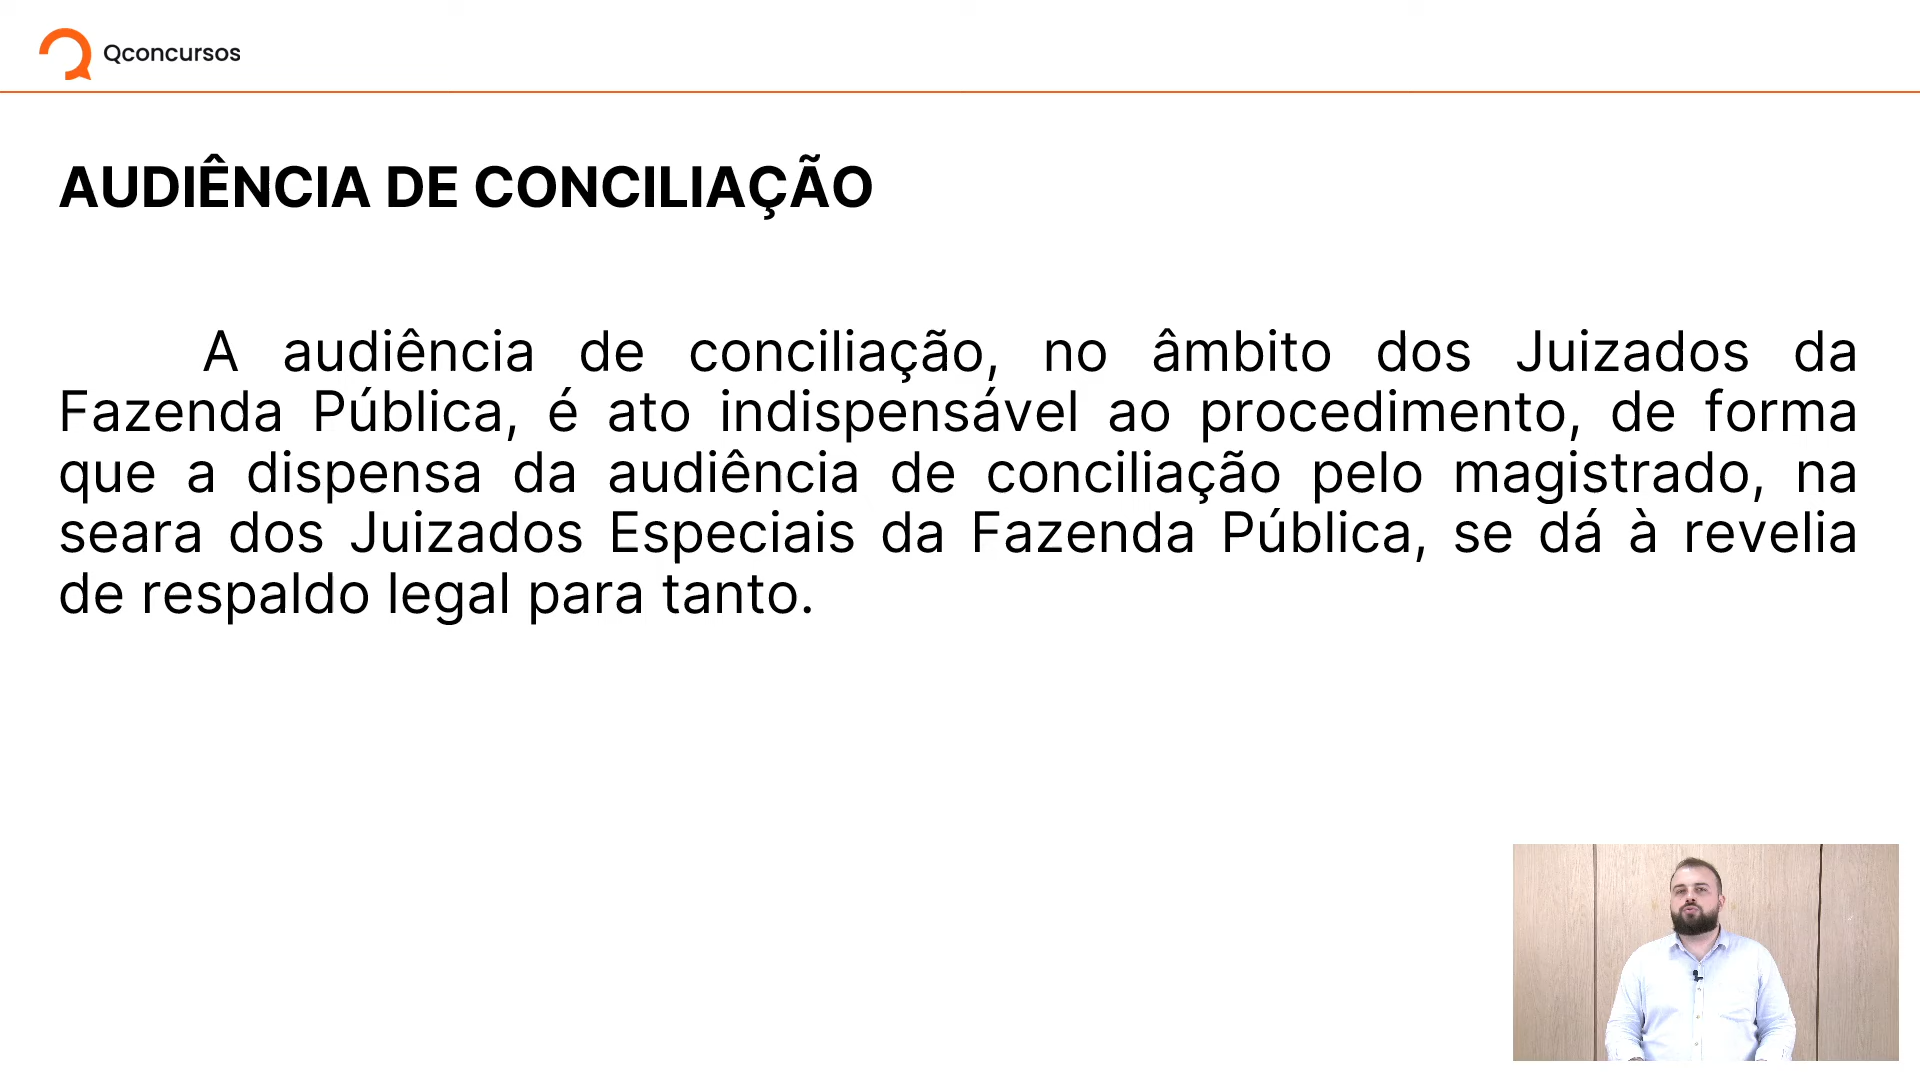 Qconcursos
AUDIÊNCIA DE CONCILIAÇÃO
A audiência de conciliação, no âmbito dos Juizados da
Fazenda Pública, é ato indispensável ao procedimento, de forma
que a dispensa da audiência de conciliação pelo magistrado, na
seara dos Juizados Especiais da Fazenda Pública, se dá à revelia
de respaldo legal para tanto.